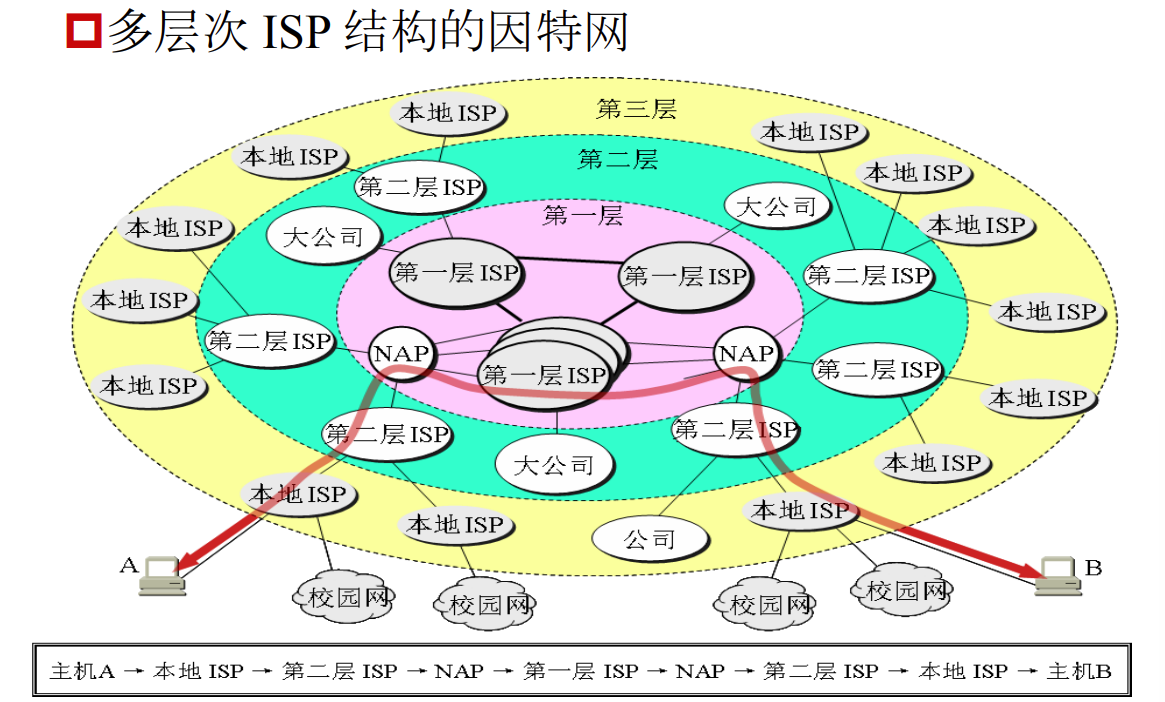 多层次 ISP 结构的因特网
第三层
本地ISP
本地ISP
本地ISP
第二层
本地ISP
第二层ISP
本地ISP
大公司
第一层
本地ISP
本地ISP
大公司
第一层ISP
第一层ISP
第二层ISP
本地ISP
本地ISP
第二层ISP
NAP
NAP
第一层ISP
第二层ISP
本地ISP
本地ISP
第二层ISP
第二层ISP
大公司
本地ISP
本地ISP
本地ISP
公司
本地ISP
A
B
校园网
校园网
校园网
校园网
主机A → 本地 ISP → 第二层 ISP → NAP → 第一层 ISP → NAP → 第二层 ISP → 本地 ISP → 主机B